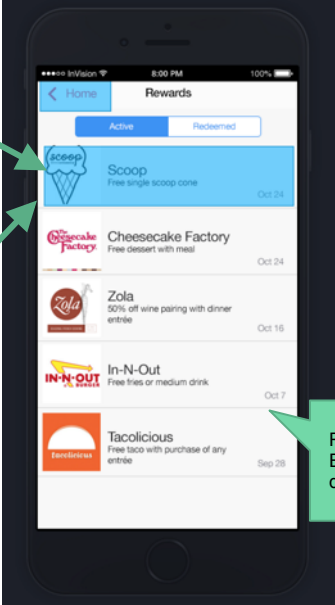 InVision
8:00 PM
100%
Home
Rewards
Active
Redeemed
scoop
Scoop
Free single scoop cone
Oct 24
The
Cheesecake
Factory
Cheesecake Factory
Free dessert with meal
Oct 24
Zola
Zola
50% off wine pairing with dinner
entrée
Oct 16
IN-N-OUT
BURGER
In-N-Out
Free fries or medium drink
Oct 7
tacolicious
Tacolicious
Free taco with purchase of any
entrée
Sep 28